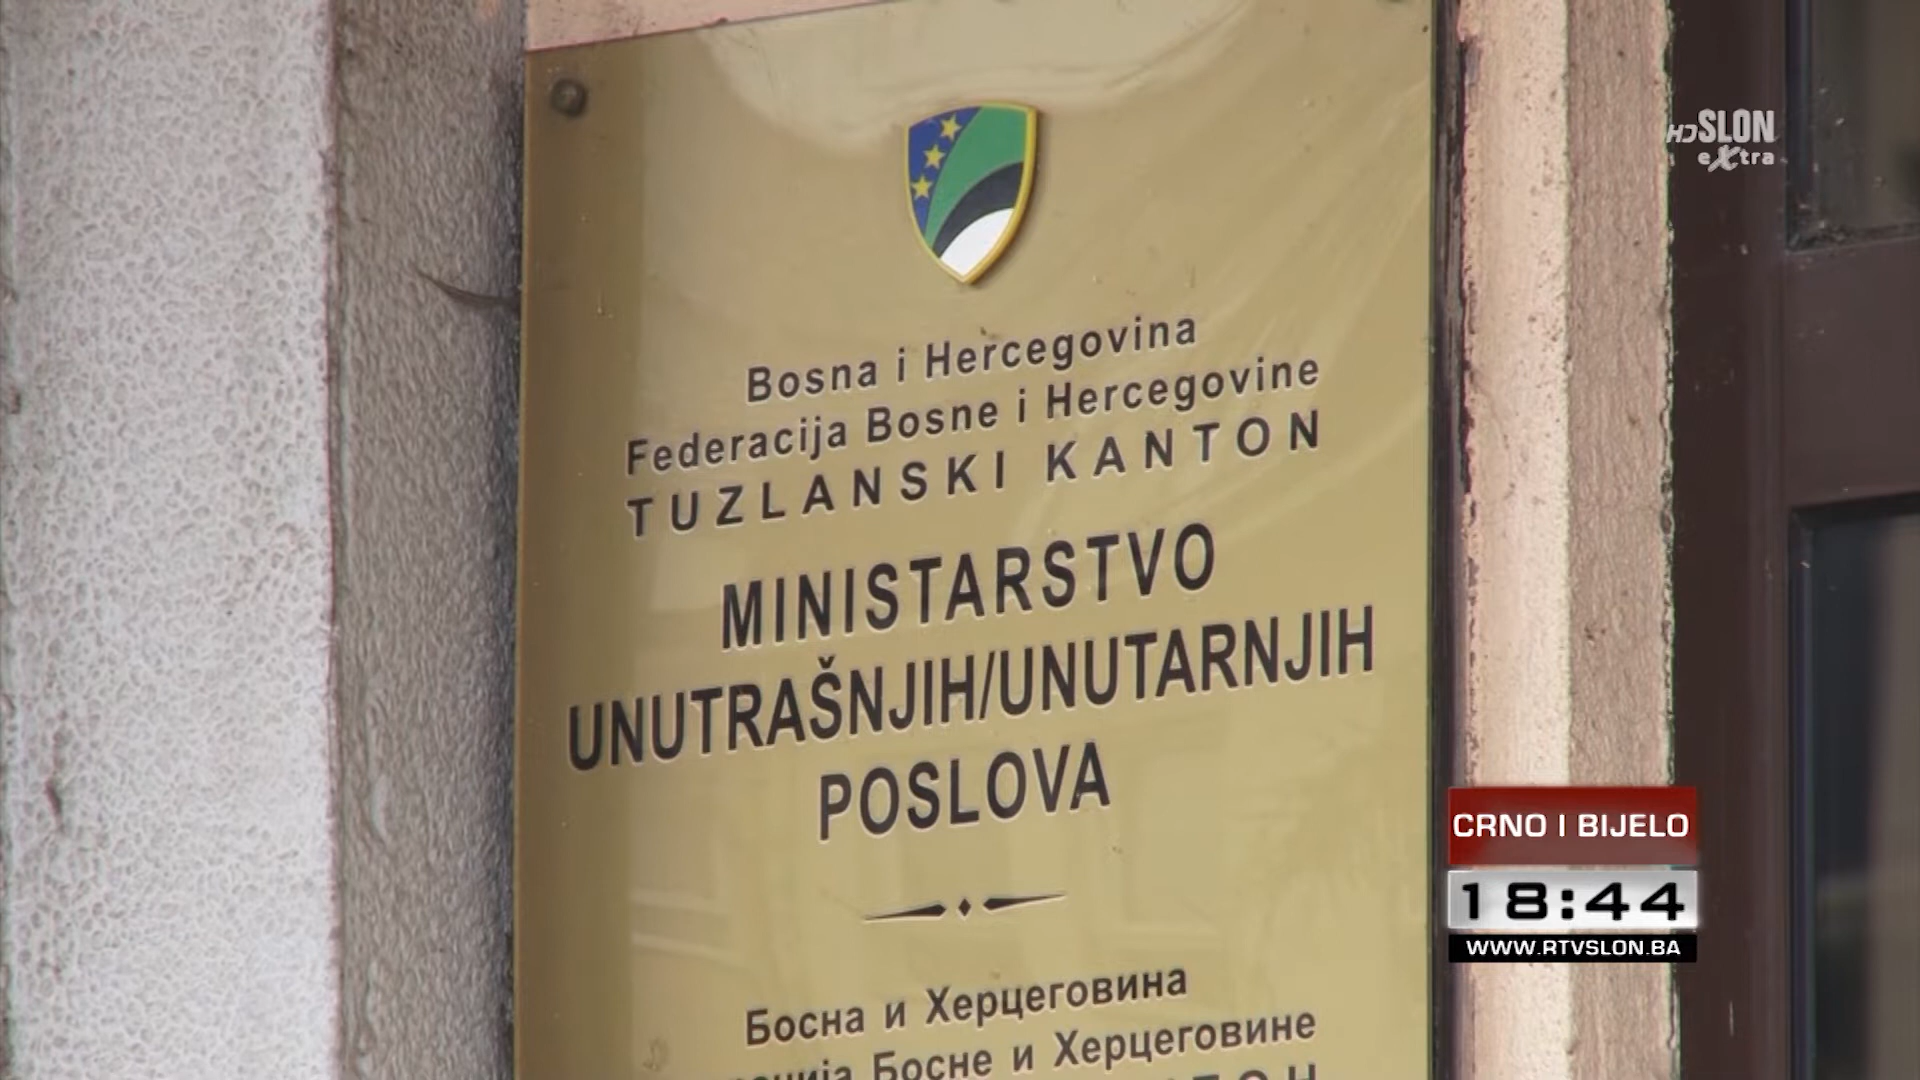 HD SLON
eXtra
Bosna i Hercegovina
Federacija Bosne i Hercegovine
TUZLANSKI KANTON
MINISTARSTVO
UNUTRAŠNJIH/UNUTARNJIH
POSLOVA
Босна и Херцеговина
Босне и Херцеговине
CRNO I BIJELO
18:44
WWW.RTVSLON.BA